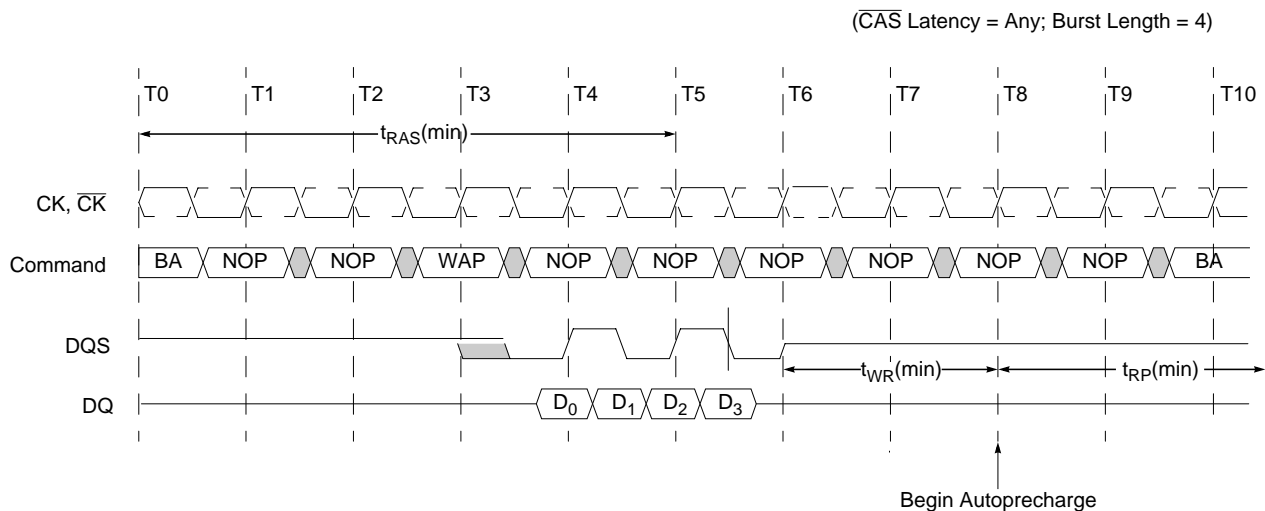 (C̅A̅S̅ Latency = Any; Burst Length = 4)
T0 T1 T2 T3 T4 T5 T6 T7 T8 T9 T10
tRAS(min)
CK, C̅K̅
Command BA NOP NOP WAP NOP NOP NOP NOP NOP NOP BA
DQS
tWR(min) tRP(min)
DQ D0 D1 D2 D3
Begin Autoprecharge